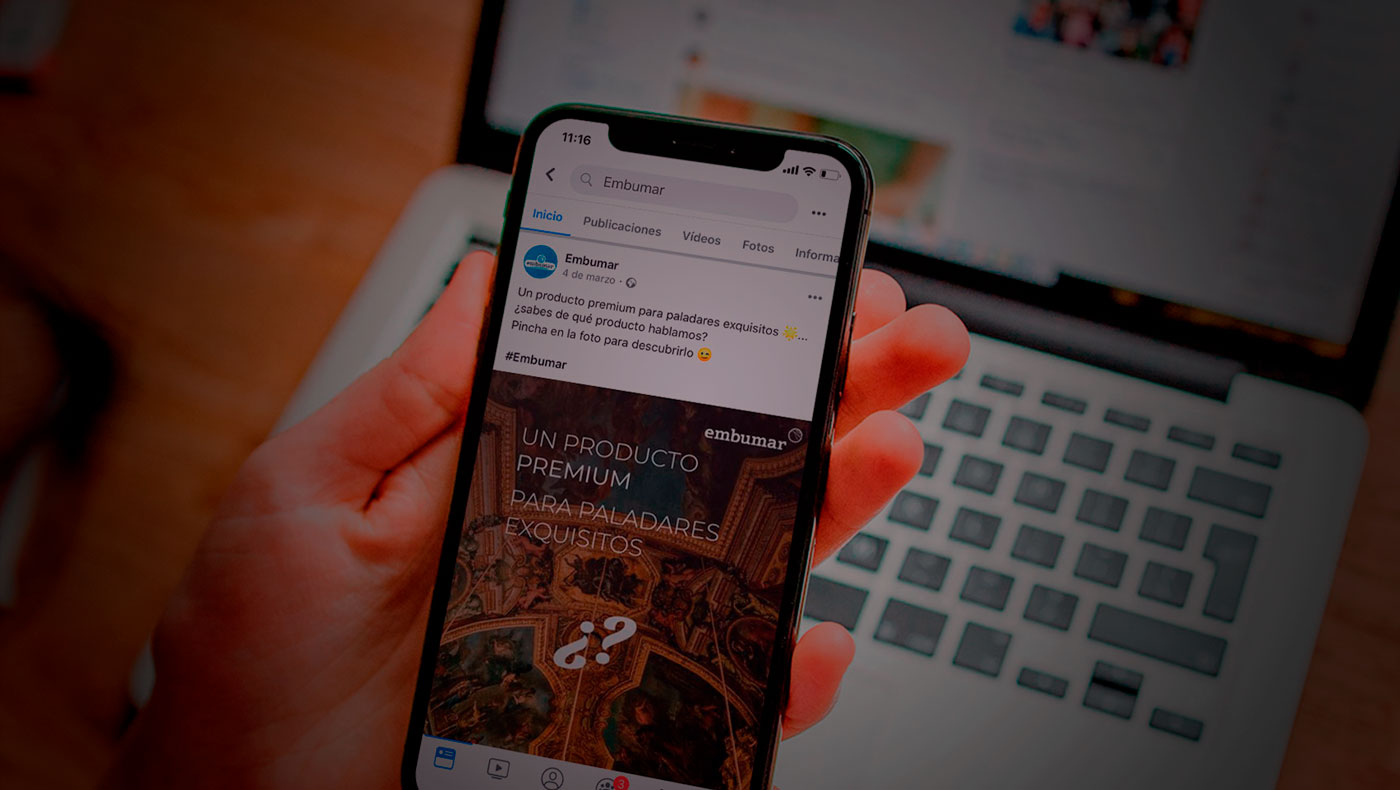 11:16
Embumar
Inicio Publicaciones Vídeos Fotos Informa
Embumar
4 de marzo ·
Un producto premium para paladares exquisitos 🌟...
¿sabes de qué producto hablamos?
Pincha en la foto para descubrirlo 😊
#Embumar
embumar
UN PRODUCTO
PREMIUM
PARA PALADARES
EXQUISITOS
¿?
3